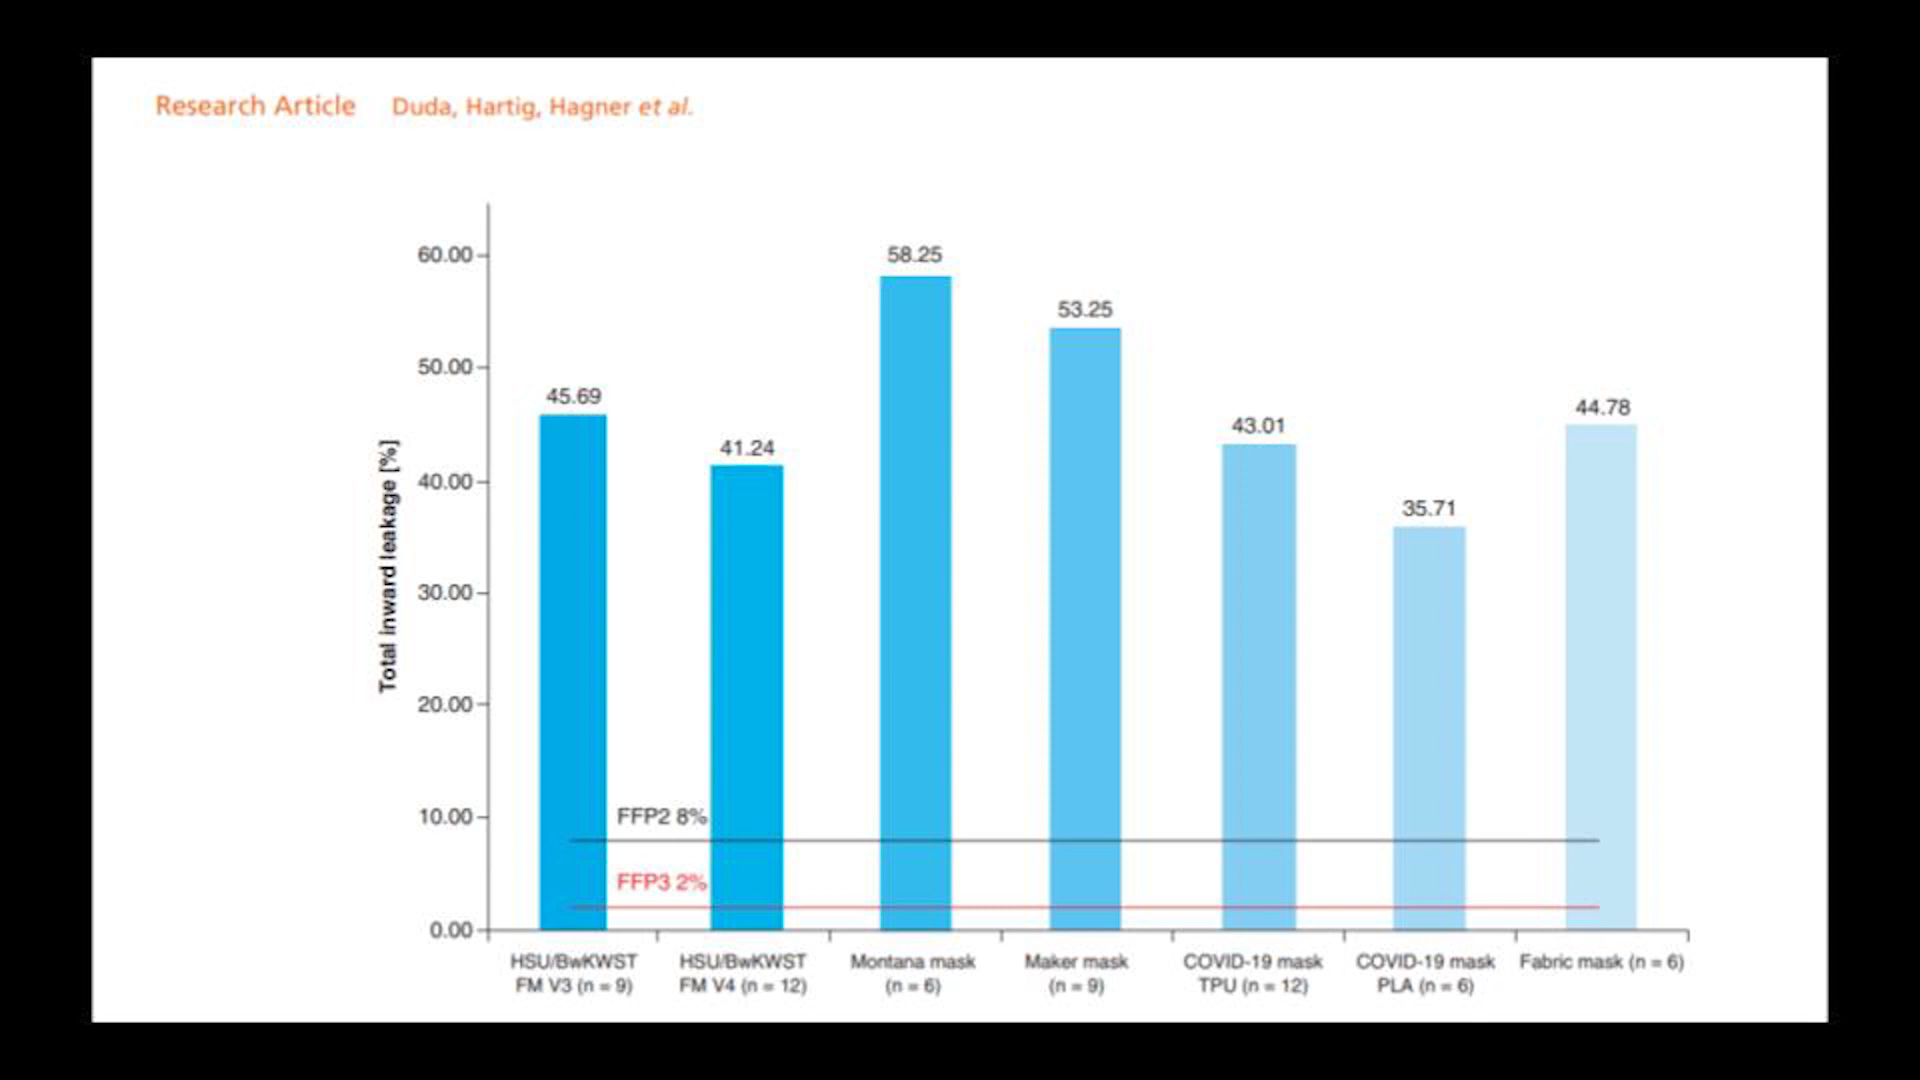 Research Article Duda, Hartig, Hagner et al.
60.00
50.00
40.00
30.00
20.00
10.00
0.00
Total inward leakage [%]
45.69
41.24
58.25
53.25
43.01
35.71
44.78
FFP2 8%
FFP3 2%
HSU/BwKWST
FM V3 (n = 9)
HSU/BwKWST
FM V4 (n = 12)
Montana mask
(n = 6)
Maker mask
(n = 9)
COVID-19 mask
TPU (n = 12)
COVID-19 mask
PLA (n = 6)
Fabric mask (n = 6)